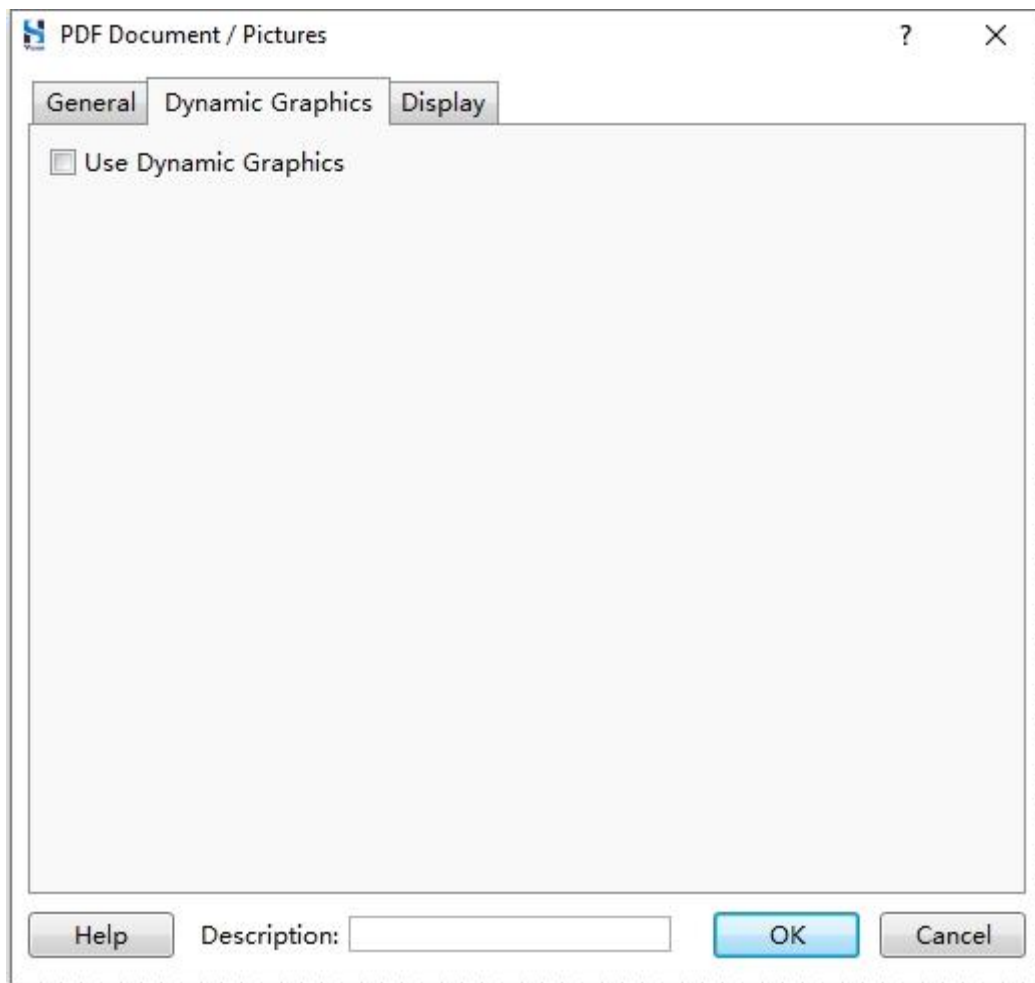 PDF Document / Pictures ?
General Dynamic Graphics Display
Use Dynamic Graphics
Help Description: OK Cancel